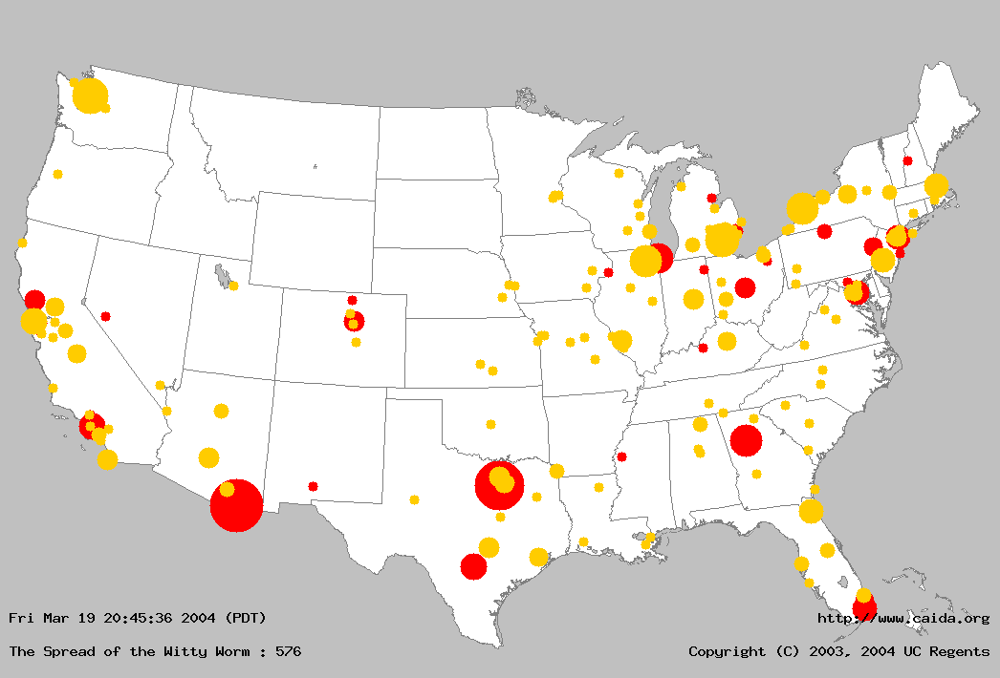 Fri Mar 19 20:45:36 2004 (PDT)
http://www.caida.org
The Spread of the Witty Worm : 576
Copyright (C) 2003, 2004 UC Regents